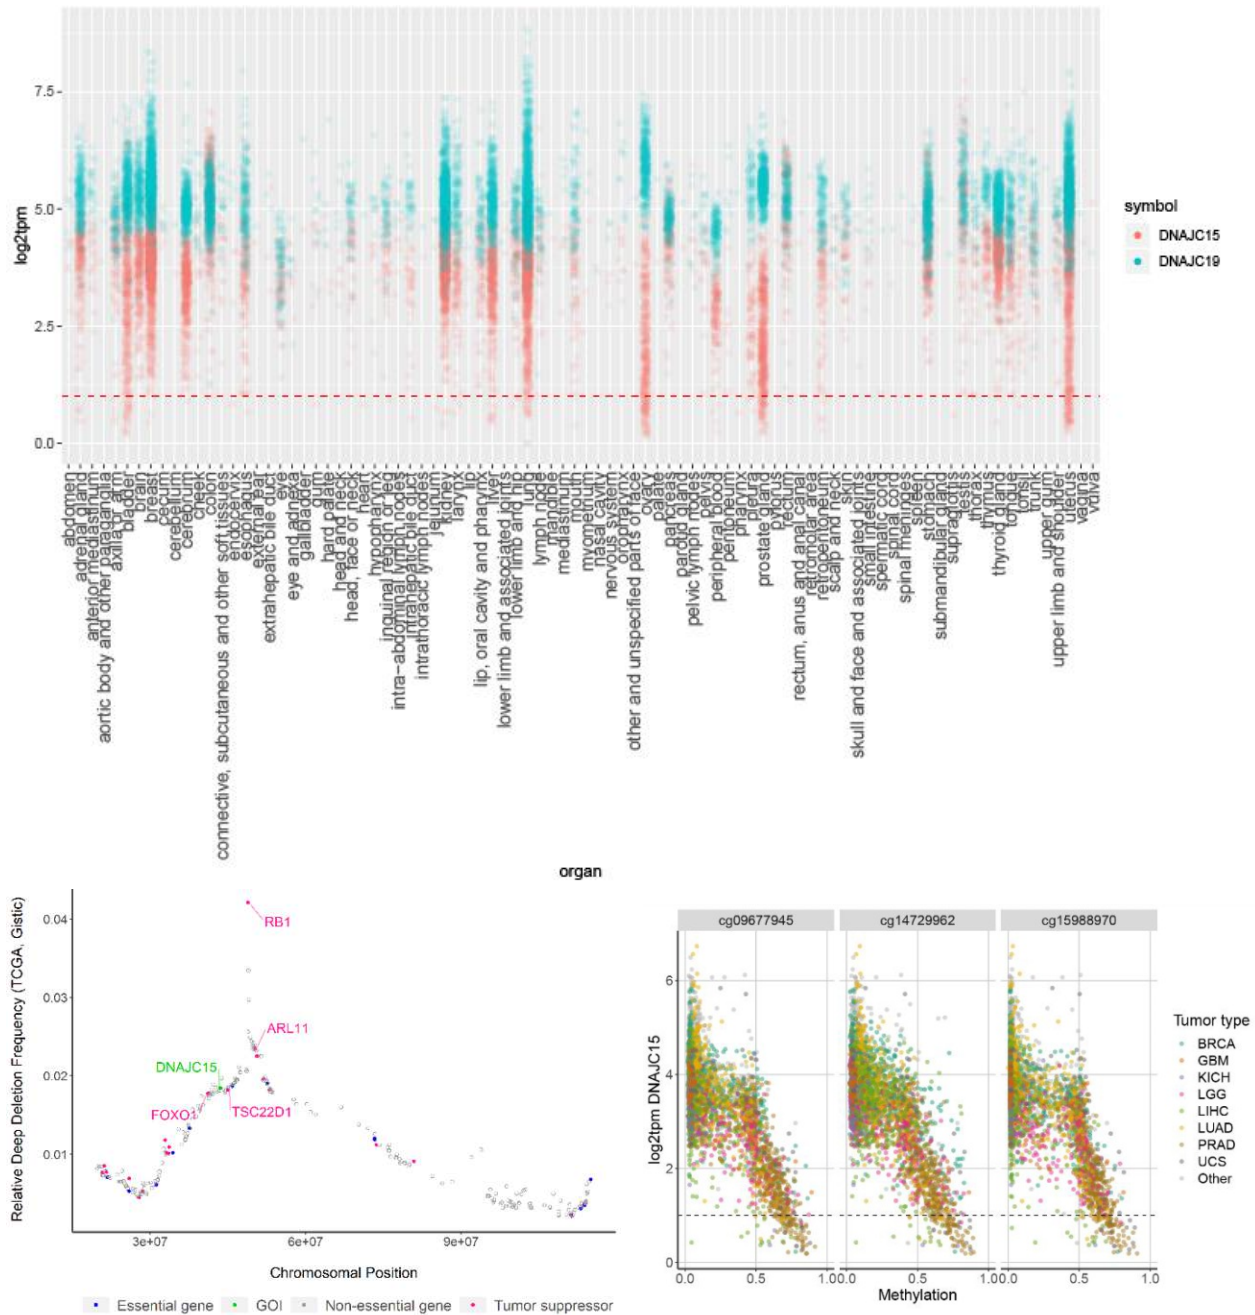 7.5
5.0
2.5
0.0
log2tpm
symbol
DNAJC15
DNAJC19
abdomen
adrenal gland
anterior mediastinum
aortic body and other paraganglia
axilla or arm
bladder
brain
breast
cecum
cerebellum
cerebrum
cheek
colon
connective, subcutaneous and other soft tissues
endocervix
esophagus
external ear
extrahepatic bile duct
eye
eye and adnexa
gallbladder
gum
hard palate
head and neck
head, face or neck
heart
hypopharynx
inguinal region or leg
intra-abdominal lymph nodes
intrahepatic bile duct
intrathoracic lymph nodes
jejunum
kidney
larynx
lip
lip, oral cavity and pharynx
liver
lower limb and associated joints
lower limb and hip
lung
lymph node
mandible
mediastinum
mouth
myometrium
nasal cavity
nervous system
oropharynx
other and unspecified parts of face
ovary
palate
pancreas
parotid gland
pelvic lymph nodes
pelvis
peripheral blood
peritoneum
pharynx
pleura
prostate gland
pylorus
rectum
rectum, anus and anal canal
retromolar area
retroperitoneum
scalp and neck
skin
skull and face and associated joints
small intestine
spermatic cord
spinal cord
spinal meninges
spleen
stomach
submandibular gland
supraglottis
testis
thorax
thymus
thyroid gland
tongue
tonsil
trunk
upper gum
upper limb and shoulder
uterus
vagina
vulva
organ
Relative Deep Deletion Frequency (TCGA, Gistic)
0.04
0.03
0.02
0.01
RB1
ARL11
DNAJC15
FOXO1
TSC22D1
3e+07
6e+07
9e+07
Chromosomal Position
Essential gene
GOI
Non-essential gene
Tumor suppressor
cg09677945
cg14729962
cg15988970
log2tpm DNAJC15
6
4
2
0
0.0
0.5
1.0
0.0
0.5
1.0
0.0
0.5
1.0
Methylation
Tumor type
BRCA
GBM
KICH
LGG
LIHC
LUAD
PRAD
UCS
Other